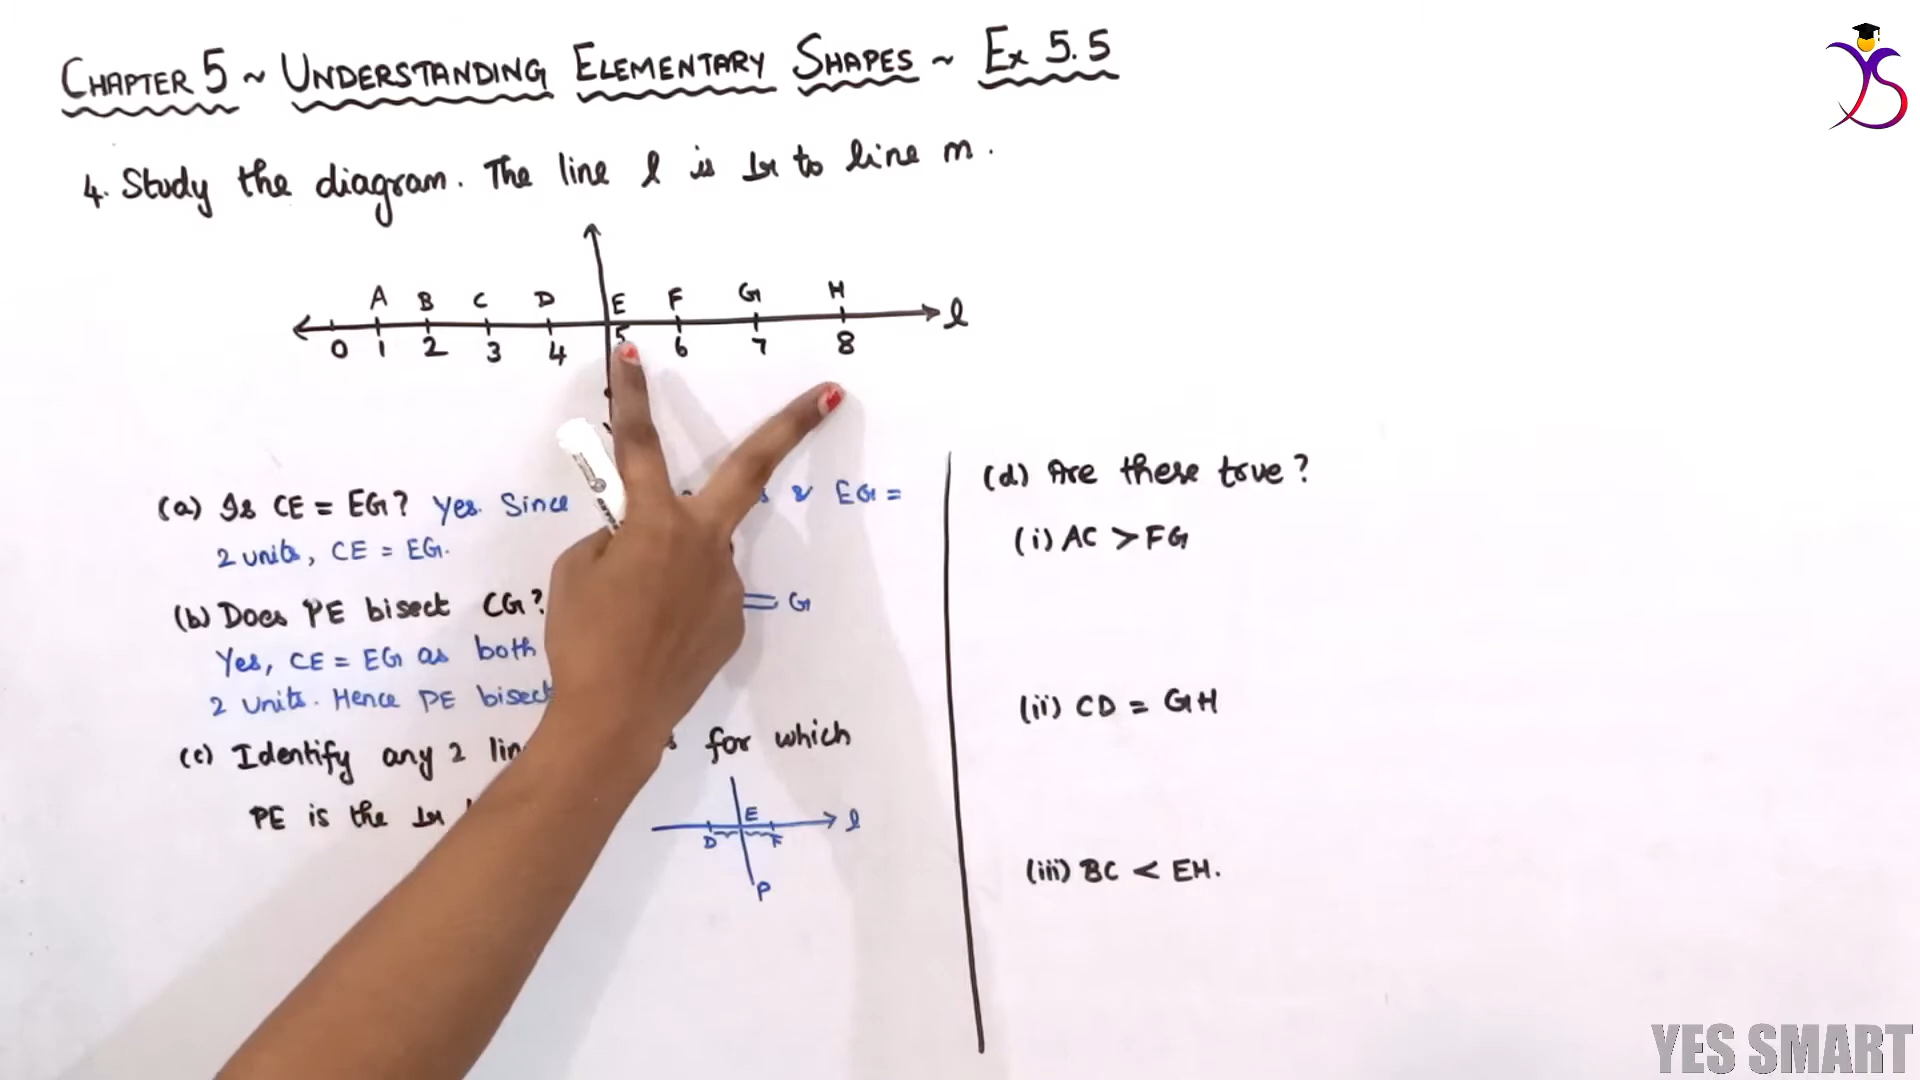 CHAPTER 5 ~ UNDERSTANDING ELEMENTARY SHAPES ~ Ex 5.5
4. Study the diagram. The line l is ⊥r to line m.
A B C D E F G H
l
0 1 2 3 4 5 6 7 8
(a) Is CE = EG? Yes. Since & EG =
2 units, CE = EG.
(b) Does PE bisect CG? = G
Yes, CE = EG as both
2 units. Hence PE bisect
(c) Identify any 2 for which
PE is the ⊥r
E l
D F
P
(d) Are these true?
(i) AC > FG
(ii) CD = GH
(iii) BC < EH.
YS
YES SMART